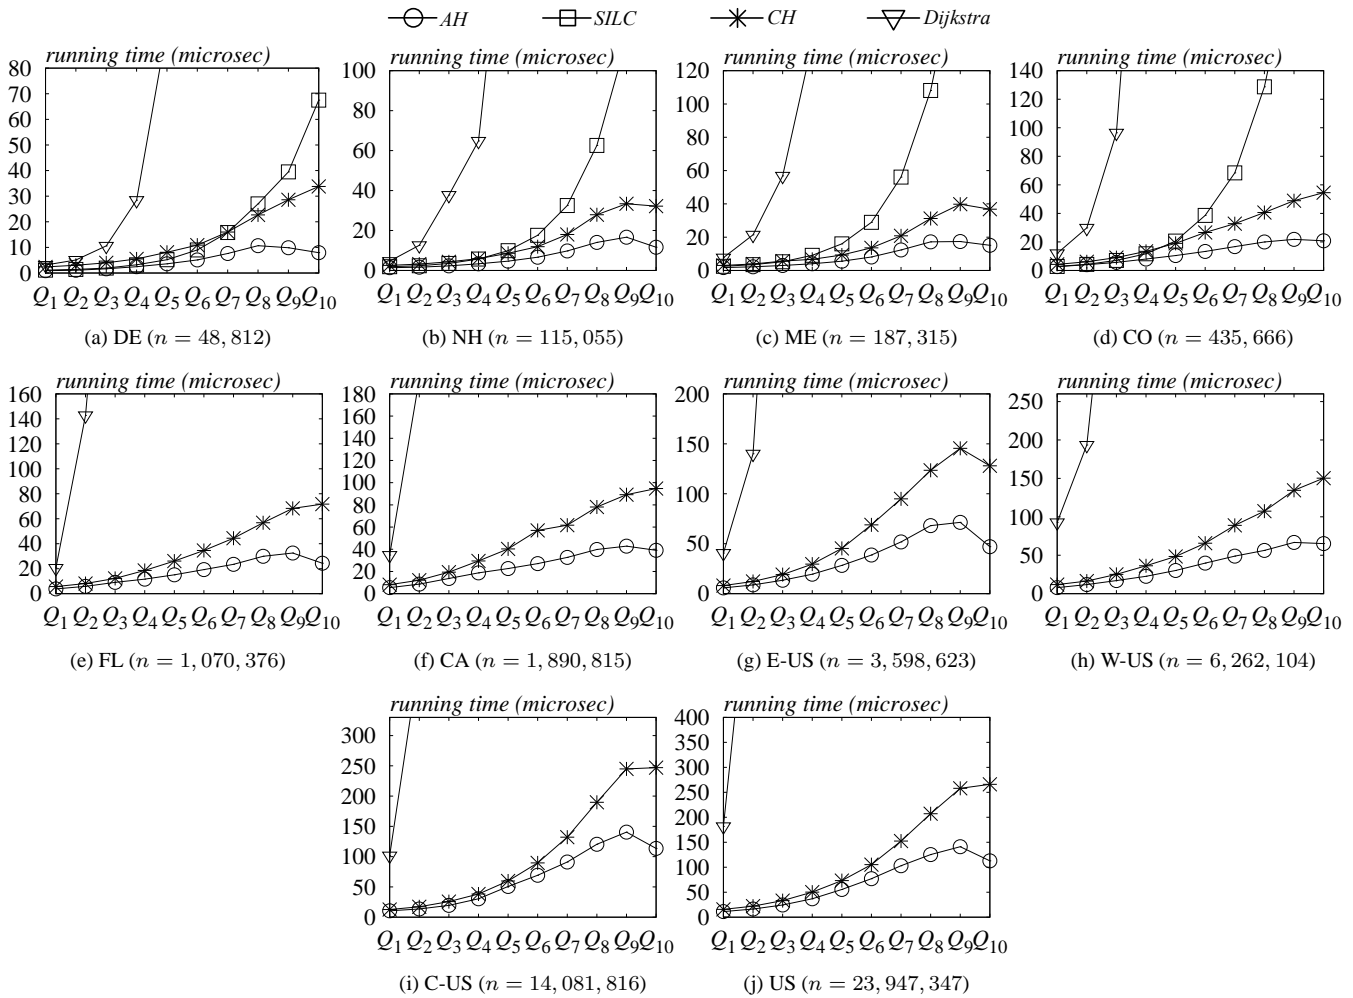 AH SILC CH Dijkstra
running time (microsec) running time (microsec) running time (microsec) running time (microsec)
80 100 120 140
70 80 100 120
60 60 80 100
50 40 60 80
40 20 40 60
30 0 20 40
20 0 20
10 0
0
Q1 Q2 Q3 Q4 Q5 Q6 Q7 Q8 Q9 Q10 Q1 Q2 Q3 Q4 Q5 Q6 Q7 Q8 Q9 Q10 Q1 Q2 Q3 Q4 Q5 Q6 Q7 Q8 Q9 Q10 Q1 Q2 Q3 Q4 Q5 Q6 Q7 Q8 Q9 Q10
(a) DE (n = 48, 812) (b) NH (n = 115, 055) (c) ME (n = 187, 315) (d) CO (n = 435, 666)
running time (microsec) running time (microsec) running time (microsec) running time (microsec)
160 180 200 250
140 160 150 200
120 140 100 150
100 120 50 100
80 100 0 50
60 80 0
40 60
20 40
0 20
0
Q1 Q2 Q3 Q4 Q5 Q6 Q7 Q8 Q9 Q10 Q1 Q2 Q3 Q4 Q5 Q6 Q7 Q8 Q9 Q10 Q1 Q2 Q3 Q4 Q5 Q6 Q7 Q8 Q9 Q10 Q1 Q2 Q3 Q4 Q5 Q6 Q7 Q8 Q9 Q10
(e) FL (n = 1, 070, 376) (f) CA (n = 1, 890, 815) (g) E-US (n = 3, 598, 623) (h) W-US (n = 6, 262, 104)
running time (microsec) running time (microsec)
300 400
250 350
200 300
150 250
100 200
50 150
0 100
50
0
Q1 Q2 Q3 Q4 Q5 Q6 Q7 Q8 Q9 Q10 Q1 Q2 Q3 Q4 Q5 Q6 Q7 Q8 Q9 Q10
(i) C-US (n = 14, 081, 816) (j) US (n = 23, 947, 347)